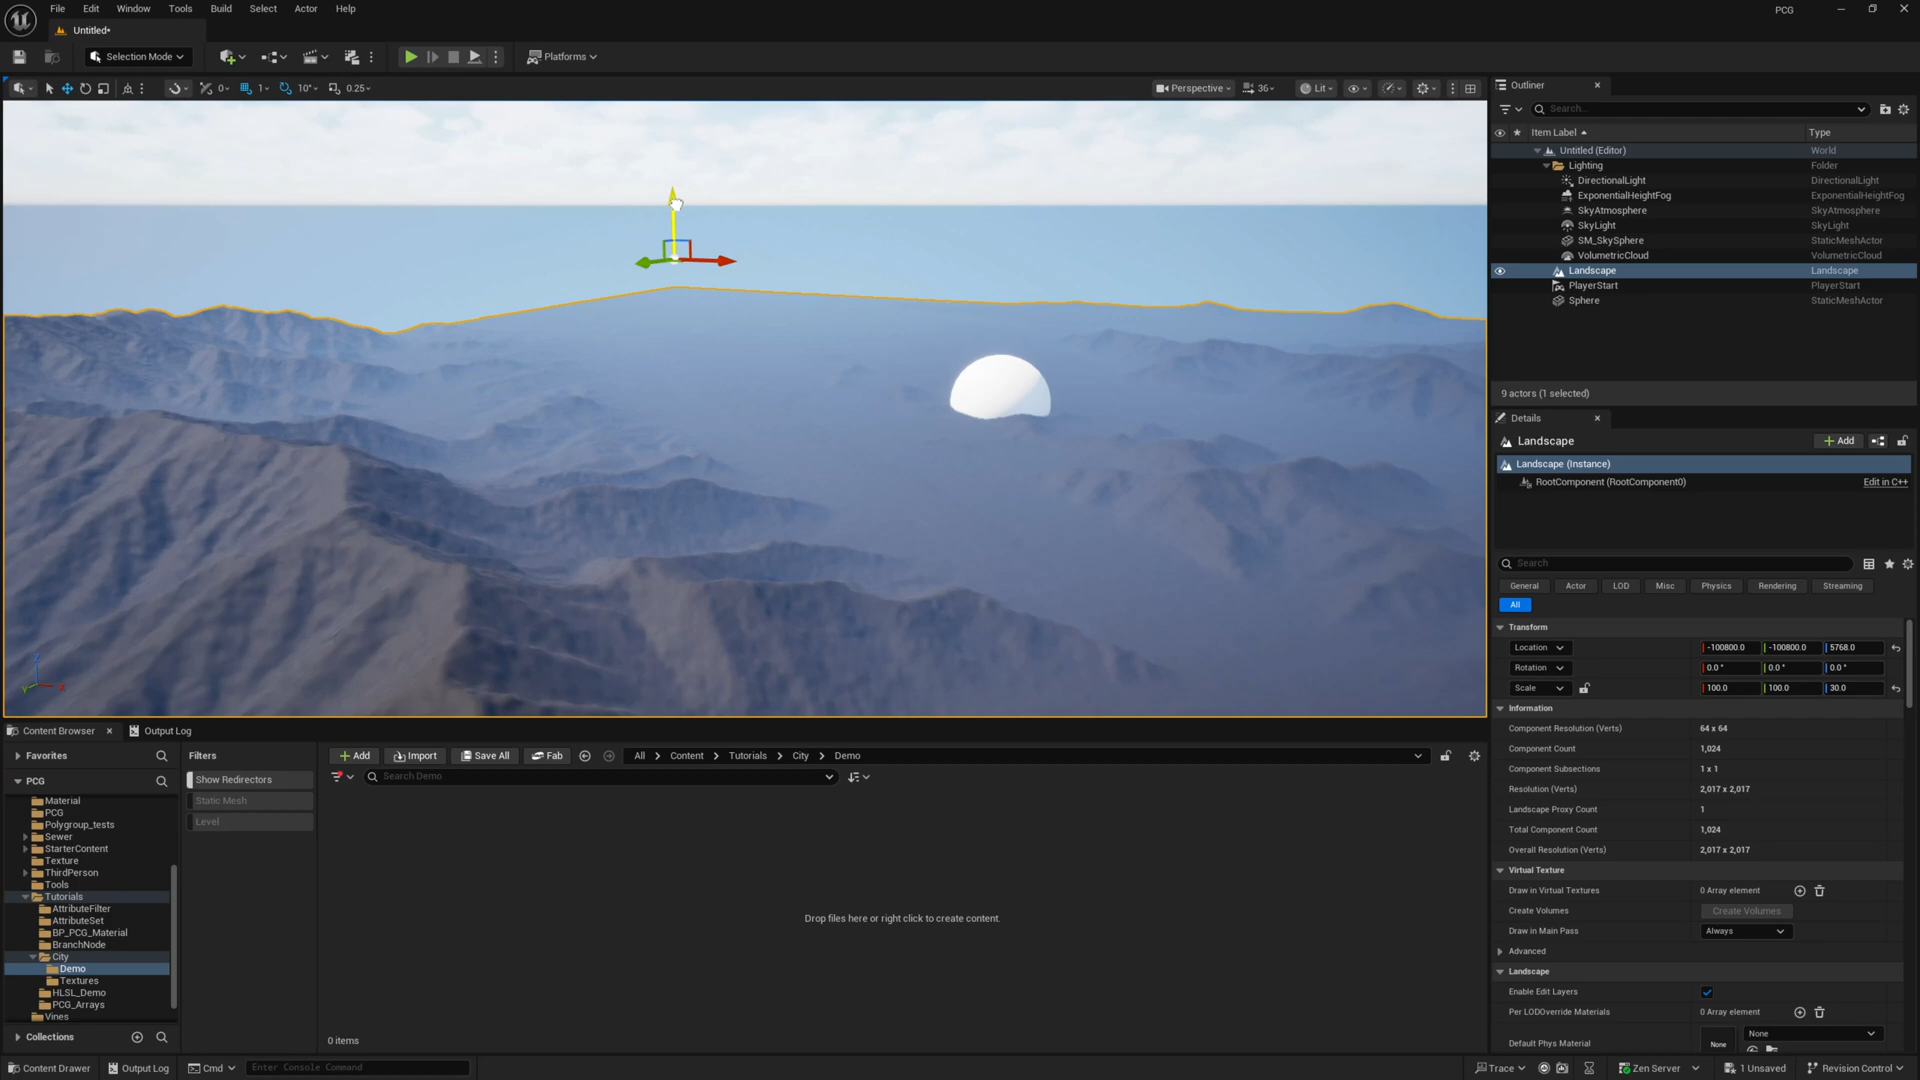 File Edit Window Tools Build Select Actor Help PCG
Untitled*
Selection Mode Platforms
0 1 10° 0.25 Perspective 36 Lit
Outliner
Search...
Item Label Type
Untitled (Editor) World
Lighting Folder
DirectionalLight DirectionalLight
ExponentialHeightFog ExponentialHeightFog
SkyAtmosphere SkyAtmosphere
SkyLight SkyLight
SM_SkySphere StaticMeshActor
VolumetricCloud VolumetricCloud
Landscape Landscape
PlayerStart PlayerStart
Sphere StaticMeshActor
9 actors (1 selected)
Details
Landscape Add
Landscape (Instance)
RootComponent (RootComponent0) Edit in C++
Search
General Actor LOD Misc Physics Rendering Streaming
All
Transform
Location -100800.0 -100800.0 5768.0
Rotation 0.0 ° 0.0 ° 0.0 °
Scale 100.0 100.0 30.0
Information
Component Resolution (Verts) 64 x 64
Component Count 1,024
Component Subsections 1 x 1
Resolution (Verts) 2,017 x 2,017
Landscape Proxy Count 1
Total Component Count 1,024
Overall Resolution (Verts) 2,017 x 2,017
Virtual Texture
Draw in Virtual Textures 0 Array element
Create Volumes Create Volumes
Draw in Main Pass Always
Advanced
Landscape
Enable Edit Layers
Per LODOverride Materials 0 Array element
Default Phys Material None None
Z
Y X
Content Browser Output Log
Favorites
PCG
Material
PCG
Polygroup_tests
Sewer
StarterContent
Texture
ThirdPerson
Tools
Tutorials
AttributeFilter
AttributeSet
BP_PCG_Material
BranchNode
City
Demo
Textures
HLSL_Demo
PCG_Arrays
Vines
Collections
Filters
Show Redirectors
Static Mesh
Level
Add Import Save All Fab All > Content > Tutorials > City > Demo
Search Demo
Drop files here or right click to create content.
0 items
Content Drawer Output Log Cmd Enter Console Command Trace Zen Server 1 Unsaved Revision Control